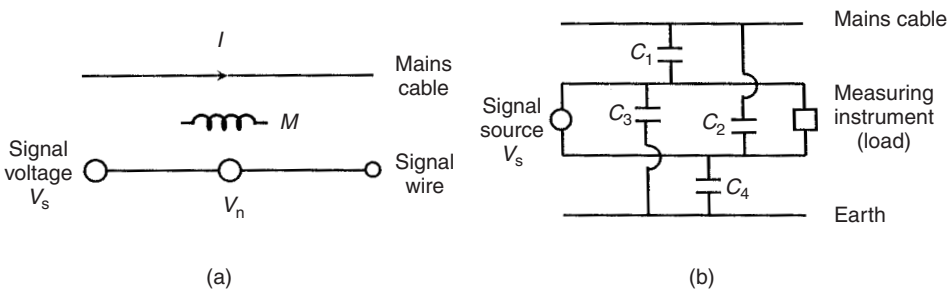 I
Mains
cable
M
Signal
voltage
Vs
Vn
Signal
wire
(a)
Mains cable
C1
Signal
source
Vs
C3
C2
Measuring
instrument
(load)
C4
Earth
(b)